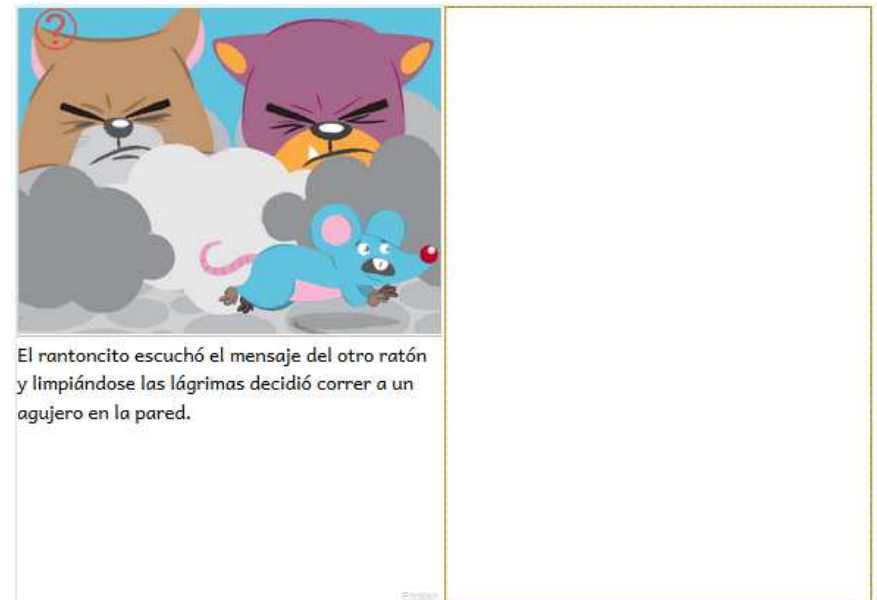 ?
El rantoncito escuchó el mensaje del otro ratón
y limpiándose las lágrimas decidió correr a un
agujero en la pared.